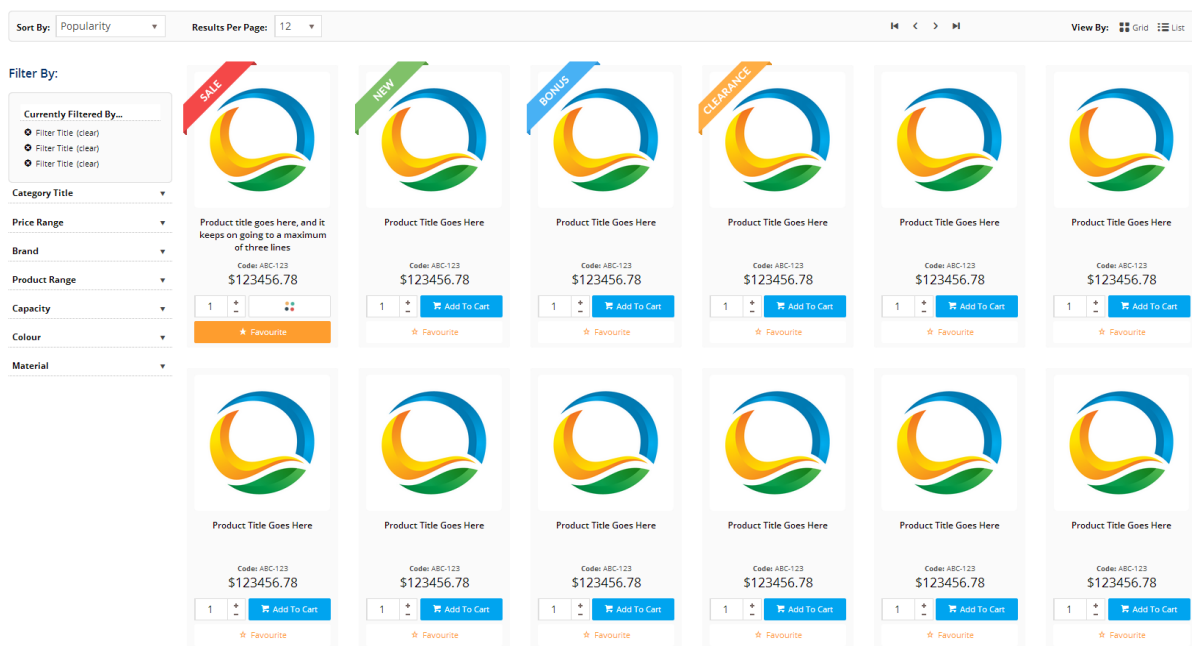 Sort By: Popularity Results Per Page: 12 View By: Grid List
Filter By:
Currently Filtered By...
Filter Title (clear)
Filter Title (clear)
Filter Title (clear)
Category Title
Price Range
Brand
Product Range
Capacity
Colour
Material
SALE NEW BONUS CLEARANCE
Product title goes here, and it
keeps on going to a maximum
of three lines
Code: ABC-123
$123456.78
1 + -
Favourite
Product Title Goes Here
Code: ABC-123
$123456.78
1 + - Add To Cart
Favourite
Product Title Goes Here
Code: ABC-123
$123456.78
1 + - Add To Cart
Favourite
Product Title Goes Here
Code: ABC-123
$123456.78
1 + - Add To Cart
Favourite
Product Title Goes Here
Code: ABC-123
$123456.78
1 + - Add To Cart
Favourite
Product Title Goes Here
Code: ABC-123
$123456.78
1 + - Add To Cart
Favourite
Product Title Goes Here
Code: ABC-123
$123456.78
1 + - Add To Cart
Favourite
Product Title Goes Here
Code: ABC-123
$123456.78
1 + - Add To Cart
Favourite
Product Title Goes Here
Code: ABC-123
$123456.78
1 + - Add To Cart
Favourite
Product Title Goes Here
Code: ABC-123
$123456.78
1 + - Add To Cart
Favourite
Product Title Goes Here
Code: ABC-123
$123456.78
1 + - Add To Cart
Favourite
Product Title Goes Here
Code: ABC-123
$123456.78
1 + - Add To Cart
Favourite